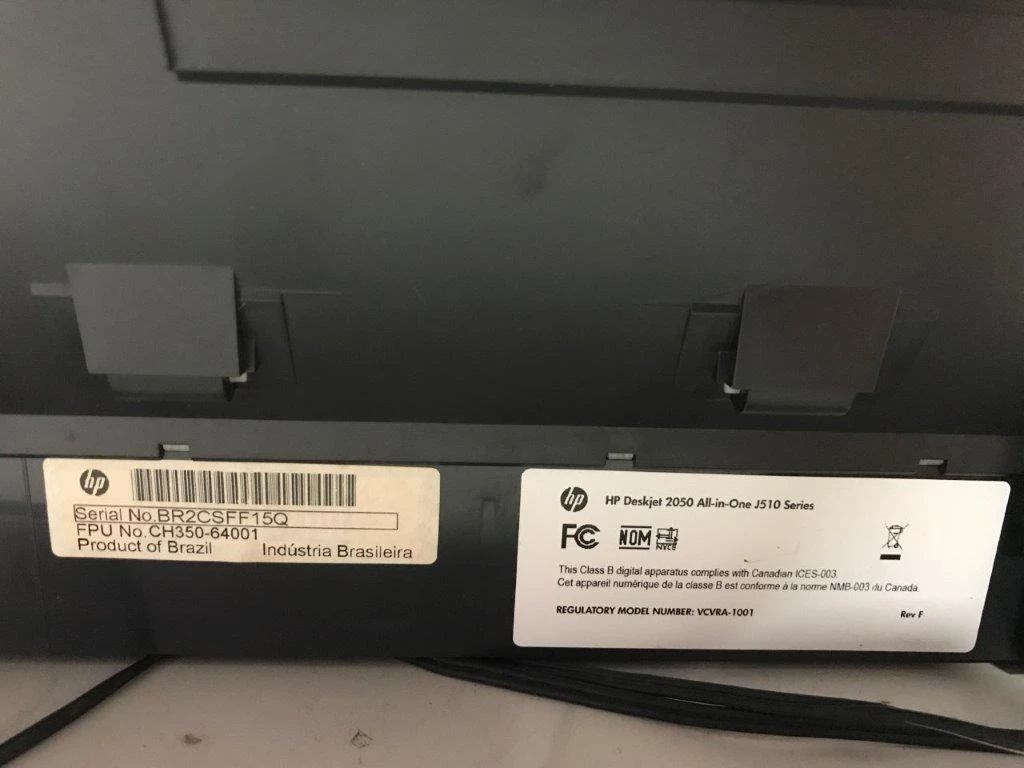 hp
Serial No.BR2CSFF15Q
FPU No.CH350-64001
Product of Brazil Indústria Brasileira
hp
HP Deskjet 2050 All-in-One J510 Series
FC NOM NYCE
This Class B digital apparatus complies with Canadian ICES-003.
Cet appareil numérique de la classe B est conforme à la norme NMB-003 du Canada.
REGULATORY MODEL NUMBER: VCVRA-1001 Rev F